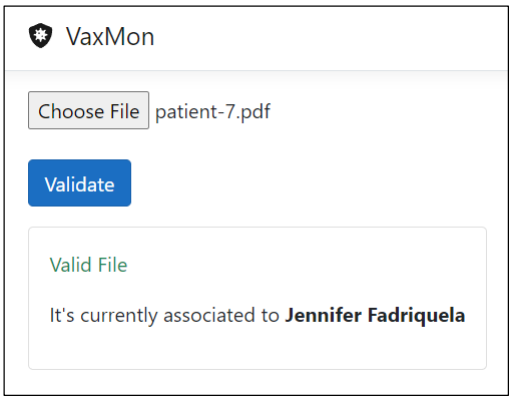 VaxMon
Choose File patient-7.pdf
Validate
Valid File
It's currently associated to Jennifer Fadriquela